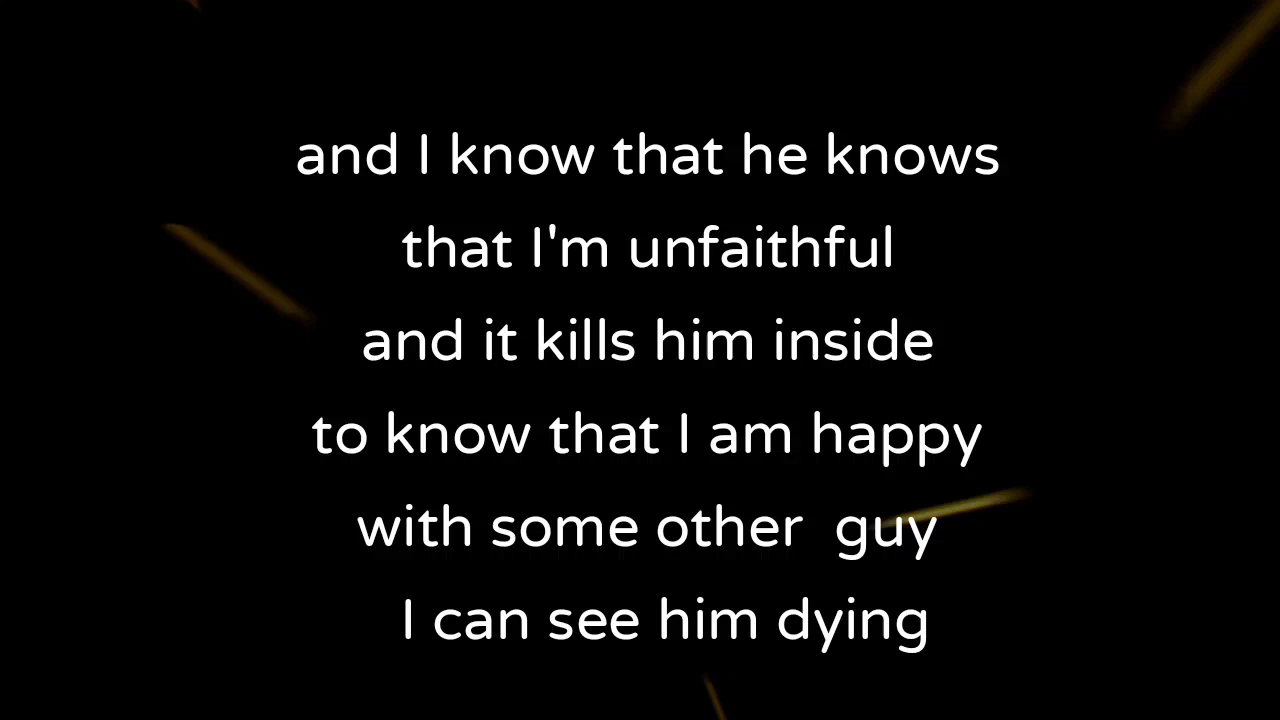 and I know that he knows
that I'm unfaithful
and it kills him inside
to know that I am happy
with some other  guy
I can see him dying